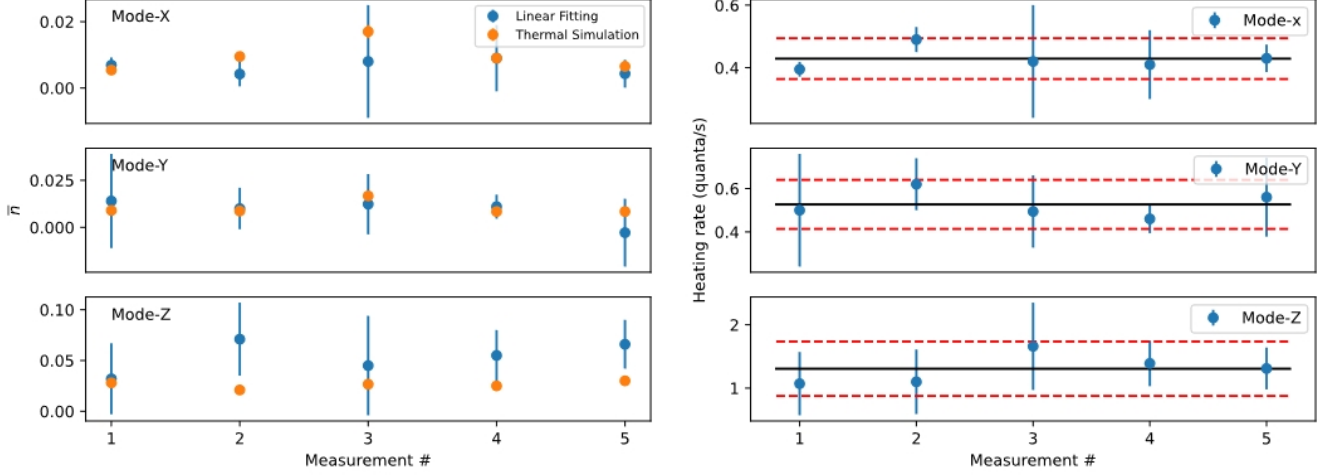 Mode-X
Linear Fitting
Thermal Simulation
0.02
0.00
Mode-Y
0.025
0.000
n̅
Mode-Z
0.10
0.05
0.00
1 2 3 4 5
Measurement #
Mode-x
0.6
0.4
Heating rate (quanta/s)
Mode-Y
0.6
0.4
Mode-Z
2
1
1 2 3 4 5
Measurement #